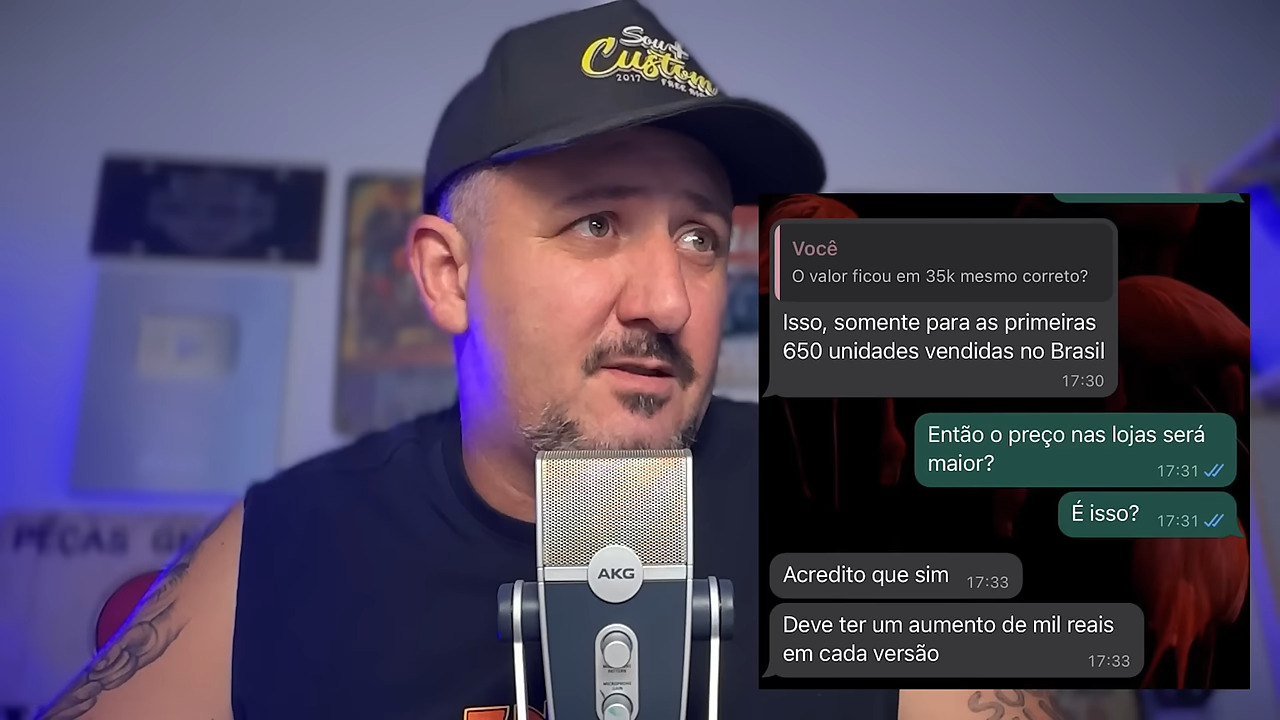 Sou+
Custom
2017
PEÇAS
AKG
Você
O valor ficou em 35k mesmo correto?
Isso, somente para as primeiras
650 unidades vendidas no Brasil
17:30
Então o preço nas lojas será
maior?
17:31
É isso?
17:31
Acredito que sim
17:33
Deve ter um aumento de mil reais
em cada versão
17:33